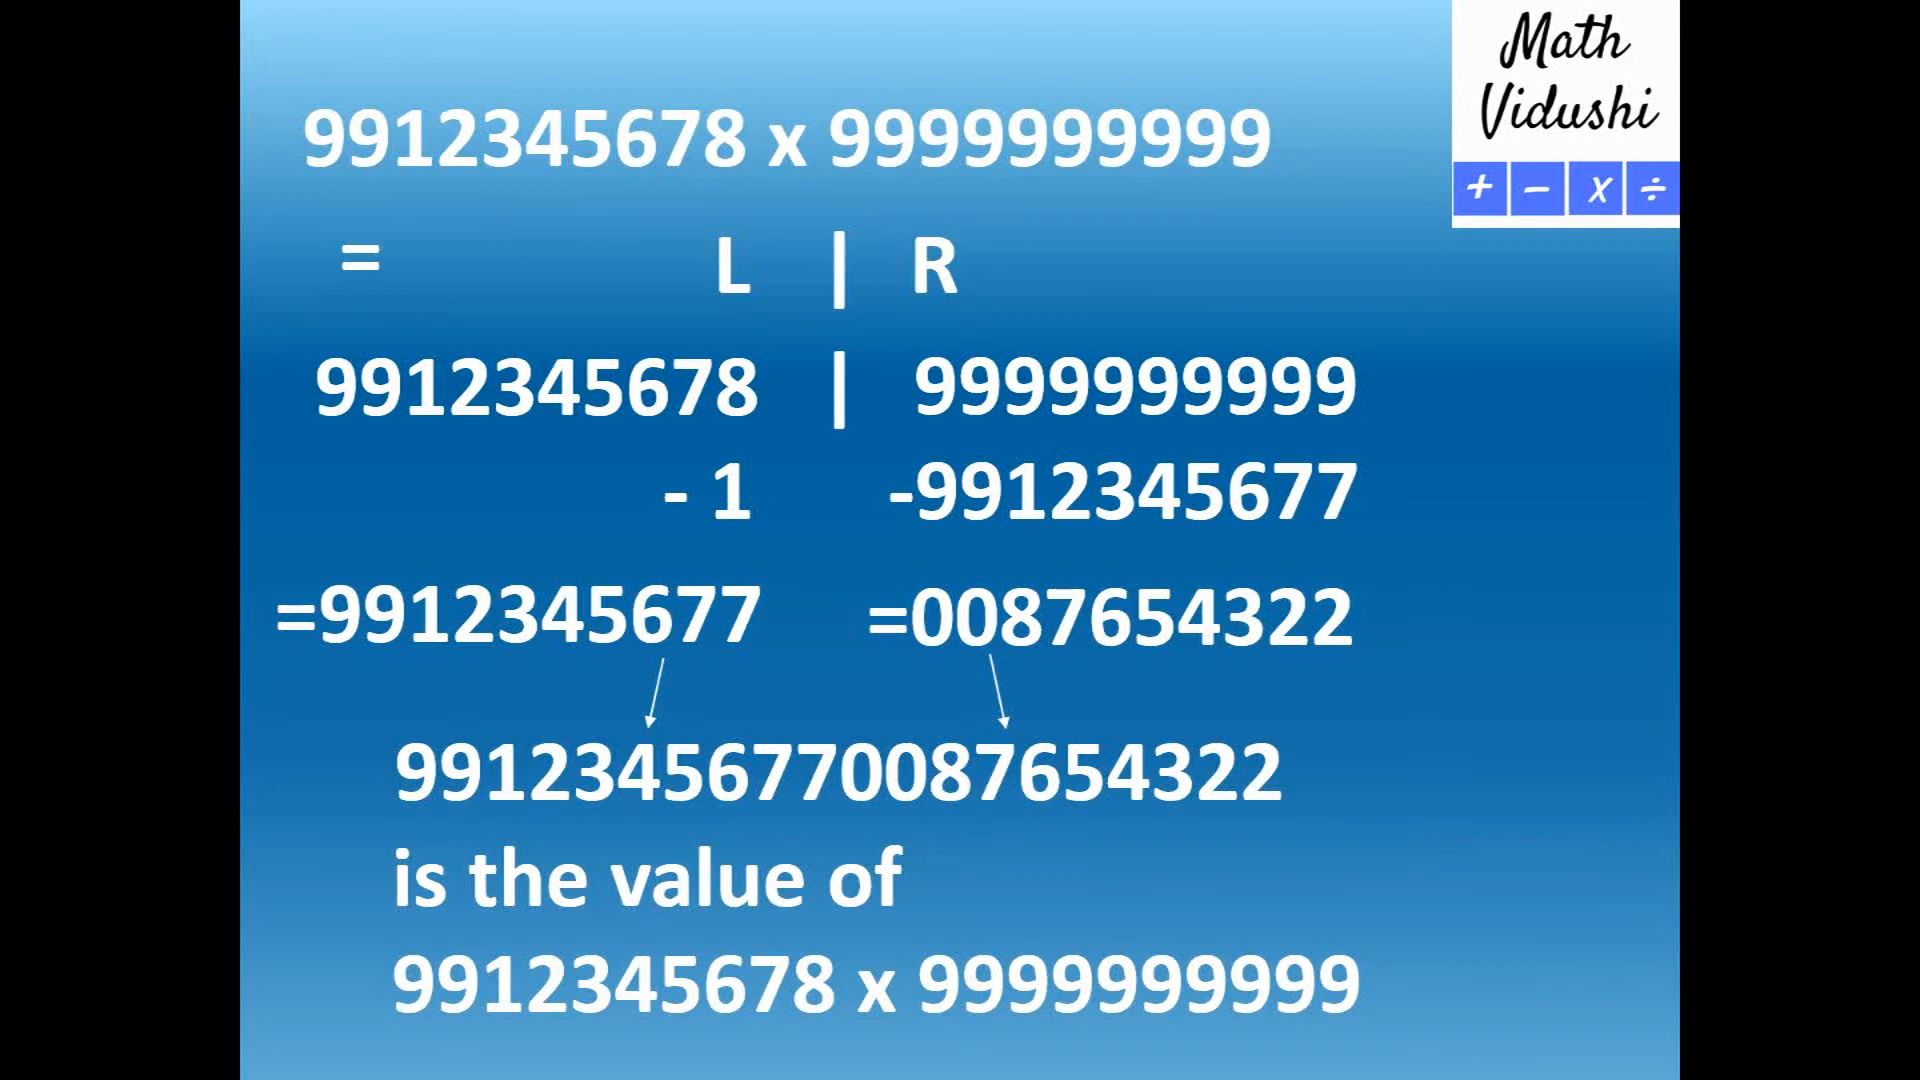 Math
Vidushi
+ − x ÷
9912345678 x 9999999999
= L | R
9912345678 | 9999999999
- 1 -9912345677
=9912345677 =0087654322
99123456770087654322
is the value of
9912345678 x 9999999999